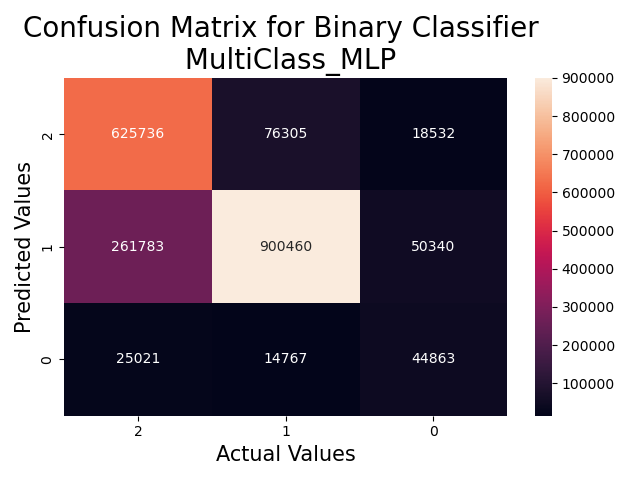 Confusion Matrix for Binary Classifier
MultiClass_MLP
Predicted Values
2
625736 76305 18532
1
261783 900460 50340
0
25021 14767 44863
2 1 0
Actual Values
900000
800000
700000
600000
500000
400000
300000
200000
100000